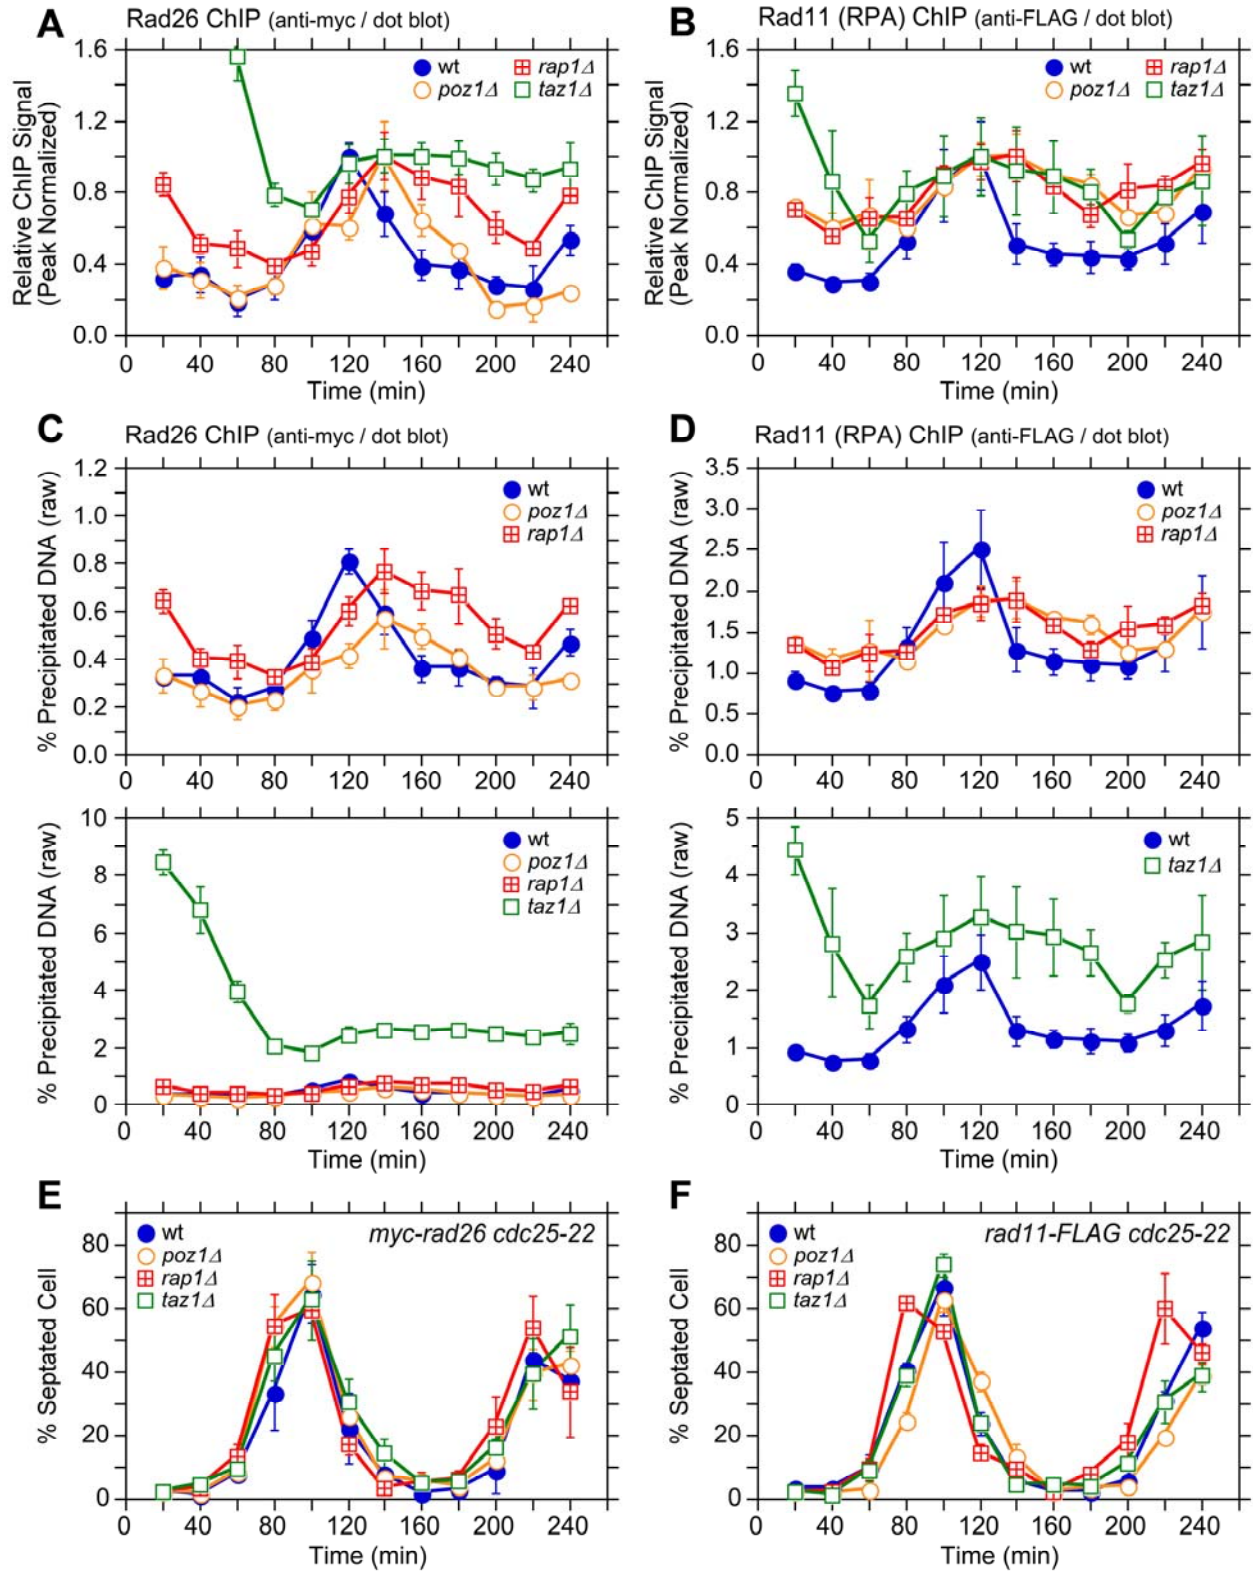 A Rad26 ChIP (anti-myc / dot blot)
Relative ChIP Signal
(Peak Normalized)
1.6
1.2
0.8
0.4
0.0
wt
poz1Δ
rap1Δ
taz1Δ
0 40 80 120 160 200 240
Time (min)
B Rad11 (RPA) ChIP (anti-FLAG / dot blot)
Relative ChIP Signal
(Peak Normalized)
1.6
1.2
0.8
0.4
0.0
wt
poz1Δ
rap1Δ
taz1Δ
0 40 80 120 160 200 240
Time (min)
C Rad26 ChIP (anti-myc / dot blot)
% Precipitated DNA (raw)
1.2
1.0
0.8
0.6
0.4
0.2
0.0
wt
poz1Δ
rap1Δ
0 40 80 120 160 200 240
% Precipitated DNA (raw)
10
8
6
4
2
0
wt
poz1Δ
rap1Δ
taz1Δ
0 40 80 120 160 200 240
Time (min)
D Rad11 (RPA) ChIP (anti-FLAG / dot blot)
% Precipitated DNA (raw)
3.5
3.0
2.5
2.0
1.5
1.0
0.5
0.0
wt
poz1Δ
rap1Δ
0 40 80 120 160 200 240
% Precipitated DNA (raw)
5
4
3
2
1
0
wt
taz1Δ
0 40 80 120 160 200 240
Time (min)
E
% Septated Cell
80
60
40
20
0
wt
poz1Δ
rap1Δ
taz1Δ
myc-rad26 cdc25-22
0 40 80 120 160 200 240
Time (min)
F
% Septated Cell
80
60
40
20
0
wt
poz1Δ
rap1Δ
taz1Δ
rad11-FLAG cdc25-22
0 40 80 120 160 200 240
Time (min)